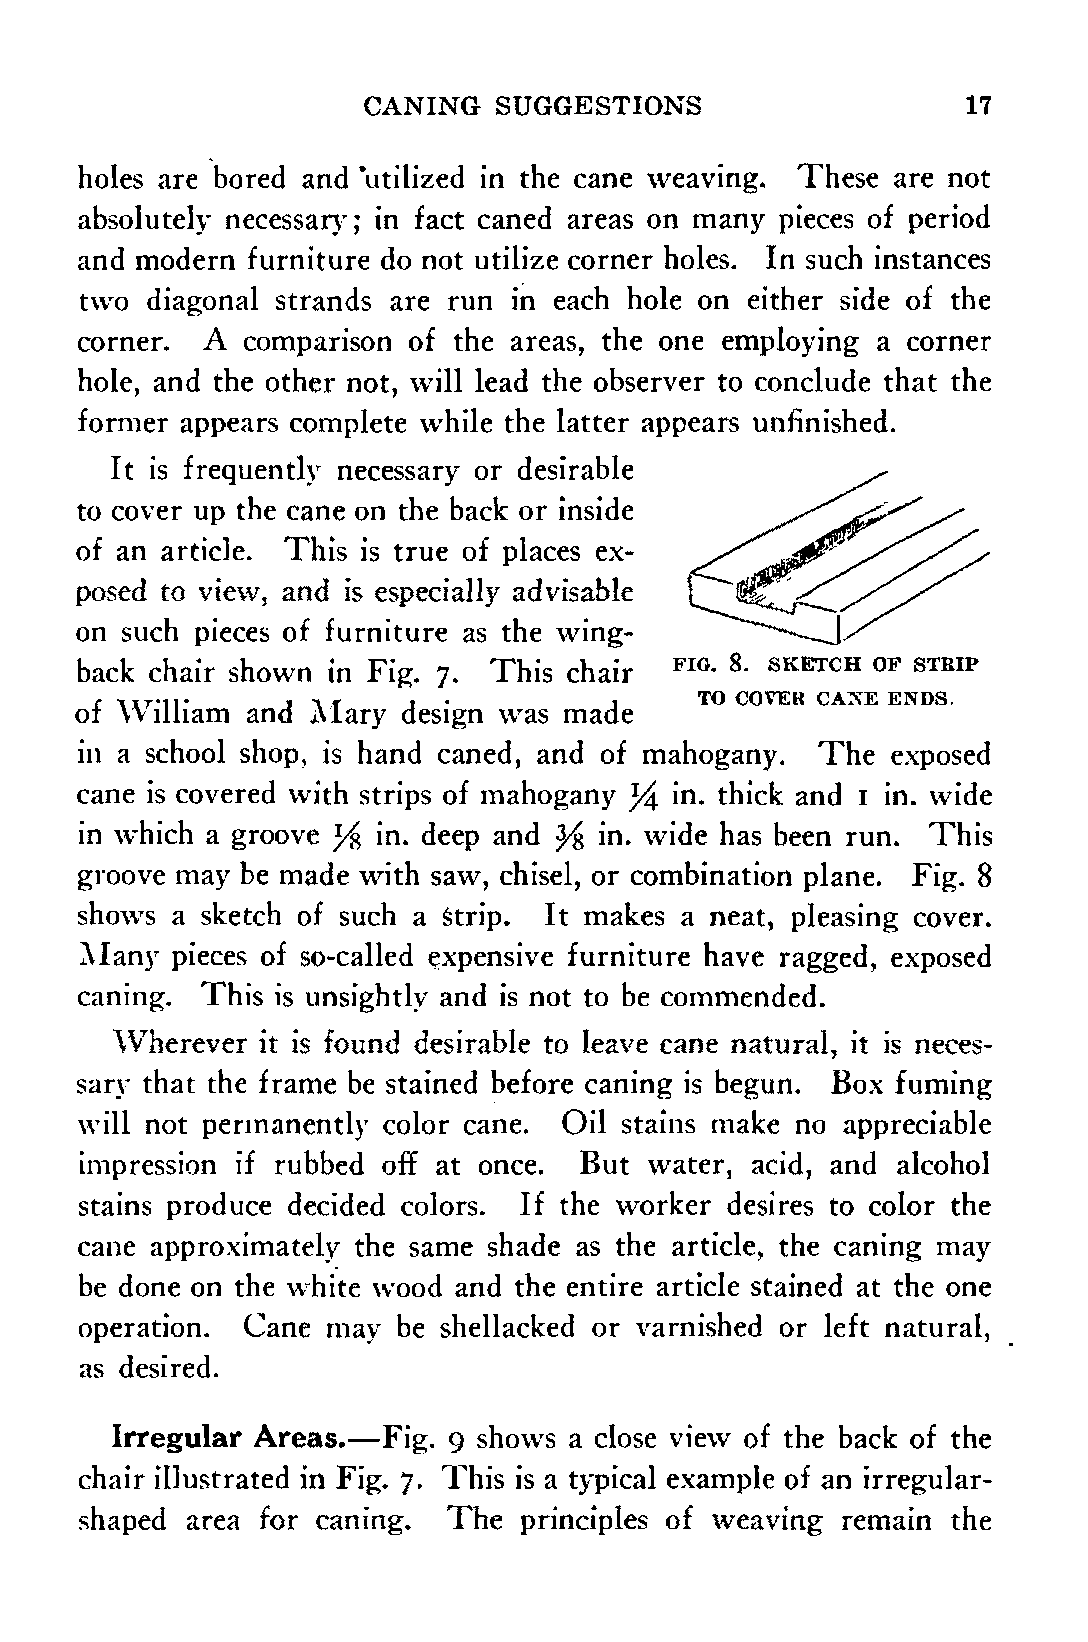 CANING SUGGESTIONS 17
holes are bored and utilized in the cane weaving. These are not
absolutely necessary; in fact caned areas on many pieces of period
and modern furniture do not utilize corner holes. In such instances
two diagonal strands are run in each hole on either side of the
corner. A comparison of the areas, the one employing a corner
hole, and the other not, will lead the observer to conclude that the
former appears complete while the latter appears unfinished.
It is frequently necessary or desirable
to cover up the cane on the back or inside
of an article. This is true of places ex-
posed to view, and is especially advisable
on such pieces of furniture as the wing-
back chair shown in Fig. 7. This chair
of William and Mary design was made
FIG. 8. SKETCH OF STRIP
TO COVER CANE ENDS.
in a school shop, is hand caned, and of mahogany. The exposed
cane is covered with strips of mahogany 1/4 in. thick and 1 in. wide
in which a groove 1/8 in. deep and 3/8 in. wide has been run. This
groove may be made with saw, chisel, or combination plane. Fig. 8
shows a sketch of such a strip. It makes a neat, pleasing cover.
Many pieces of so-called expensive furniture have ragged, exposed
caning. This is unsightly and is not to be commended.
Wherever it is found desirable to leave cane natural, it is neces-
sary that the frame be stained before caning is begun. Box fuming
will not permanently color cane. Oil stains make no appreciable
impression if rubbed off at once. But water, acid, and alcohol
stains produce decided colors. If the worker desires to color the
cane approximately the same shade as the article, the caning may
be done on the white wood and the entire article stained at the one
operation. Cane may be shellacked or varnished or left natural,
as desired.
Irregular Areas.—Fig. 9 shows a close view of the back of the
chair illustrated in Fig. 7. This is a typical example of an irregular-
shaped area for caning. The principles of weaving remain the